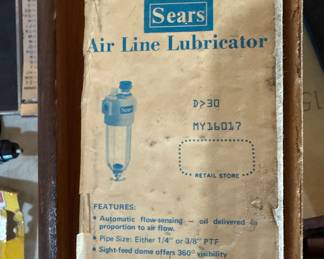 Sears
Air Line Lubricator
D>30
MY16017
RETAIL STORE
FEATURES:
• Automatic flow-sensing — oil delivered in
proportion to air flow.
• Pipe Size: Either 1/4" or 3/8" PTF
• Sight-feed dome offers 360° visibility